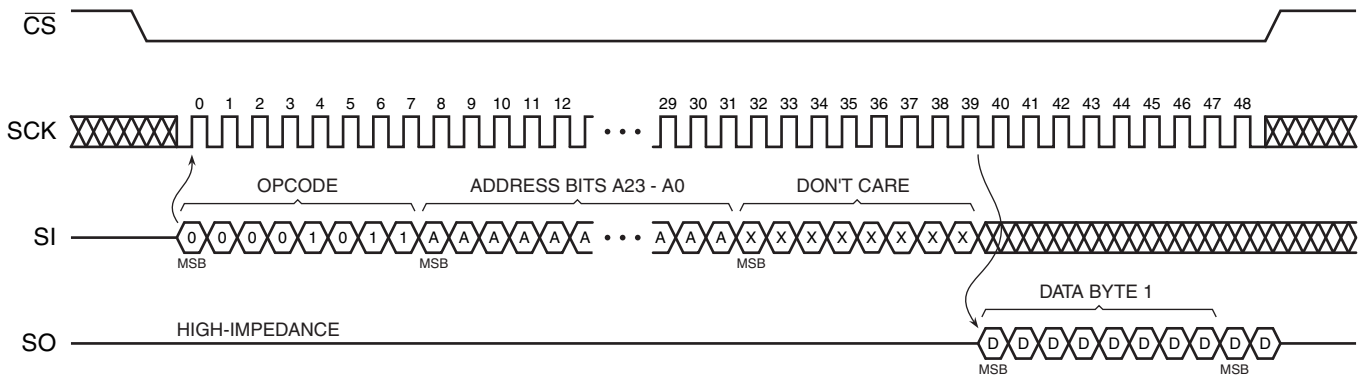 CS
0 1 2 3 4 5 6 7 8 9 10 11 12 29 30 31 32 33 34 35 36 37 38 39 40 41 42 43 44 45 46 47 48
SCK
OPCODE ADDRESS BITS A23 - A0 DON'T CARE
SI 0 0 0 0 1 0 1 1 A A A A A A A A A X X X X X X X X
MSB MSB MSB
DATA BYTE 1
HIGH-IMPEDANCE
SO D D D D D D D D D D
MSB MSB